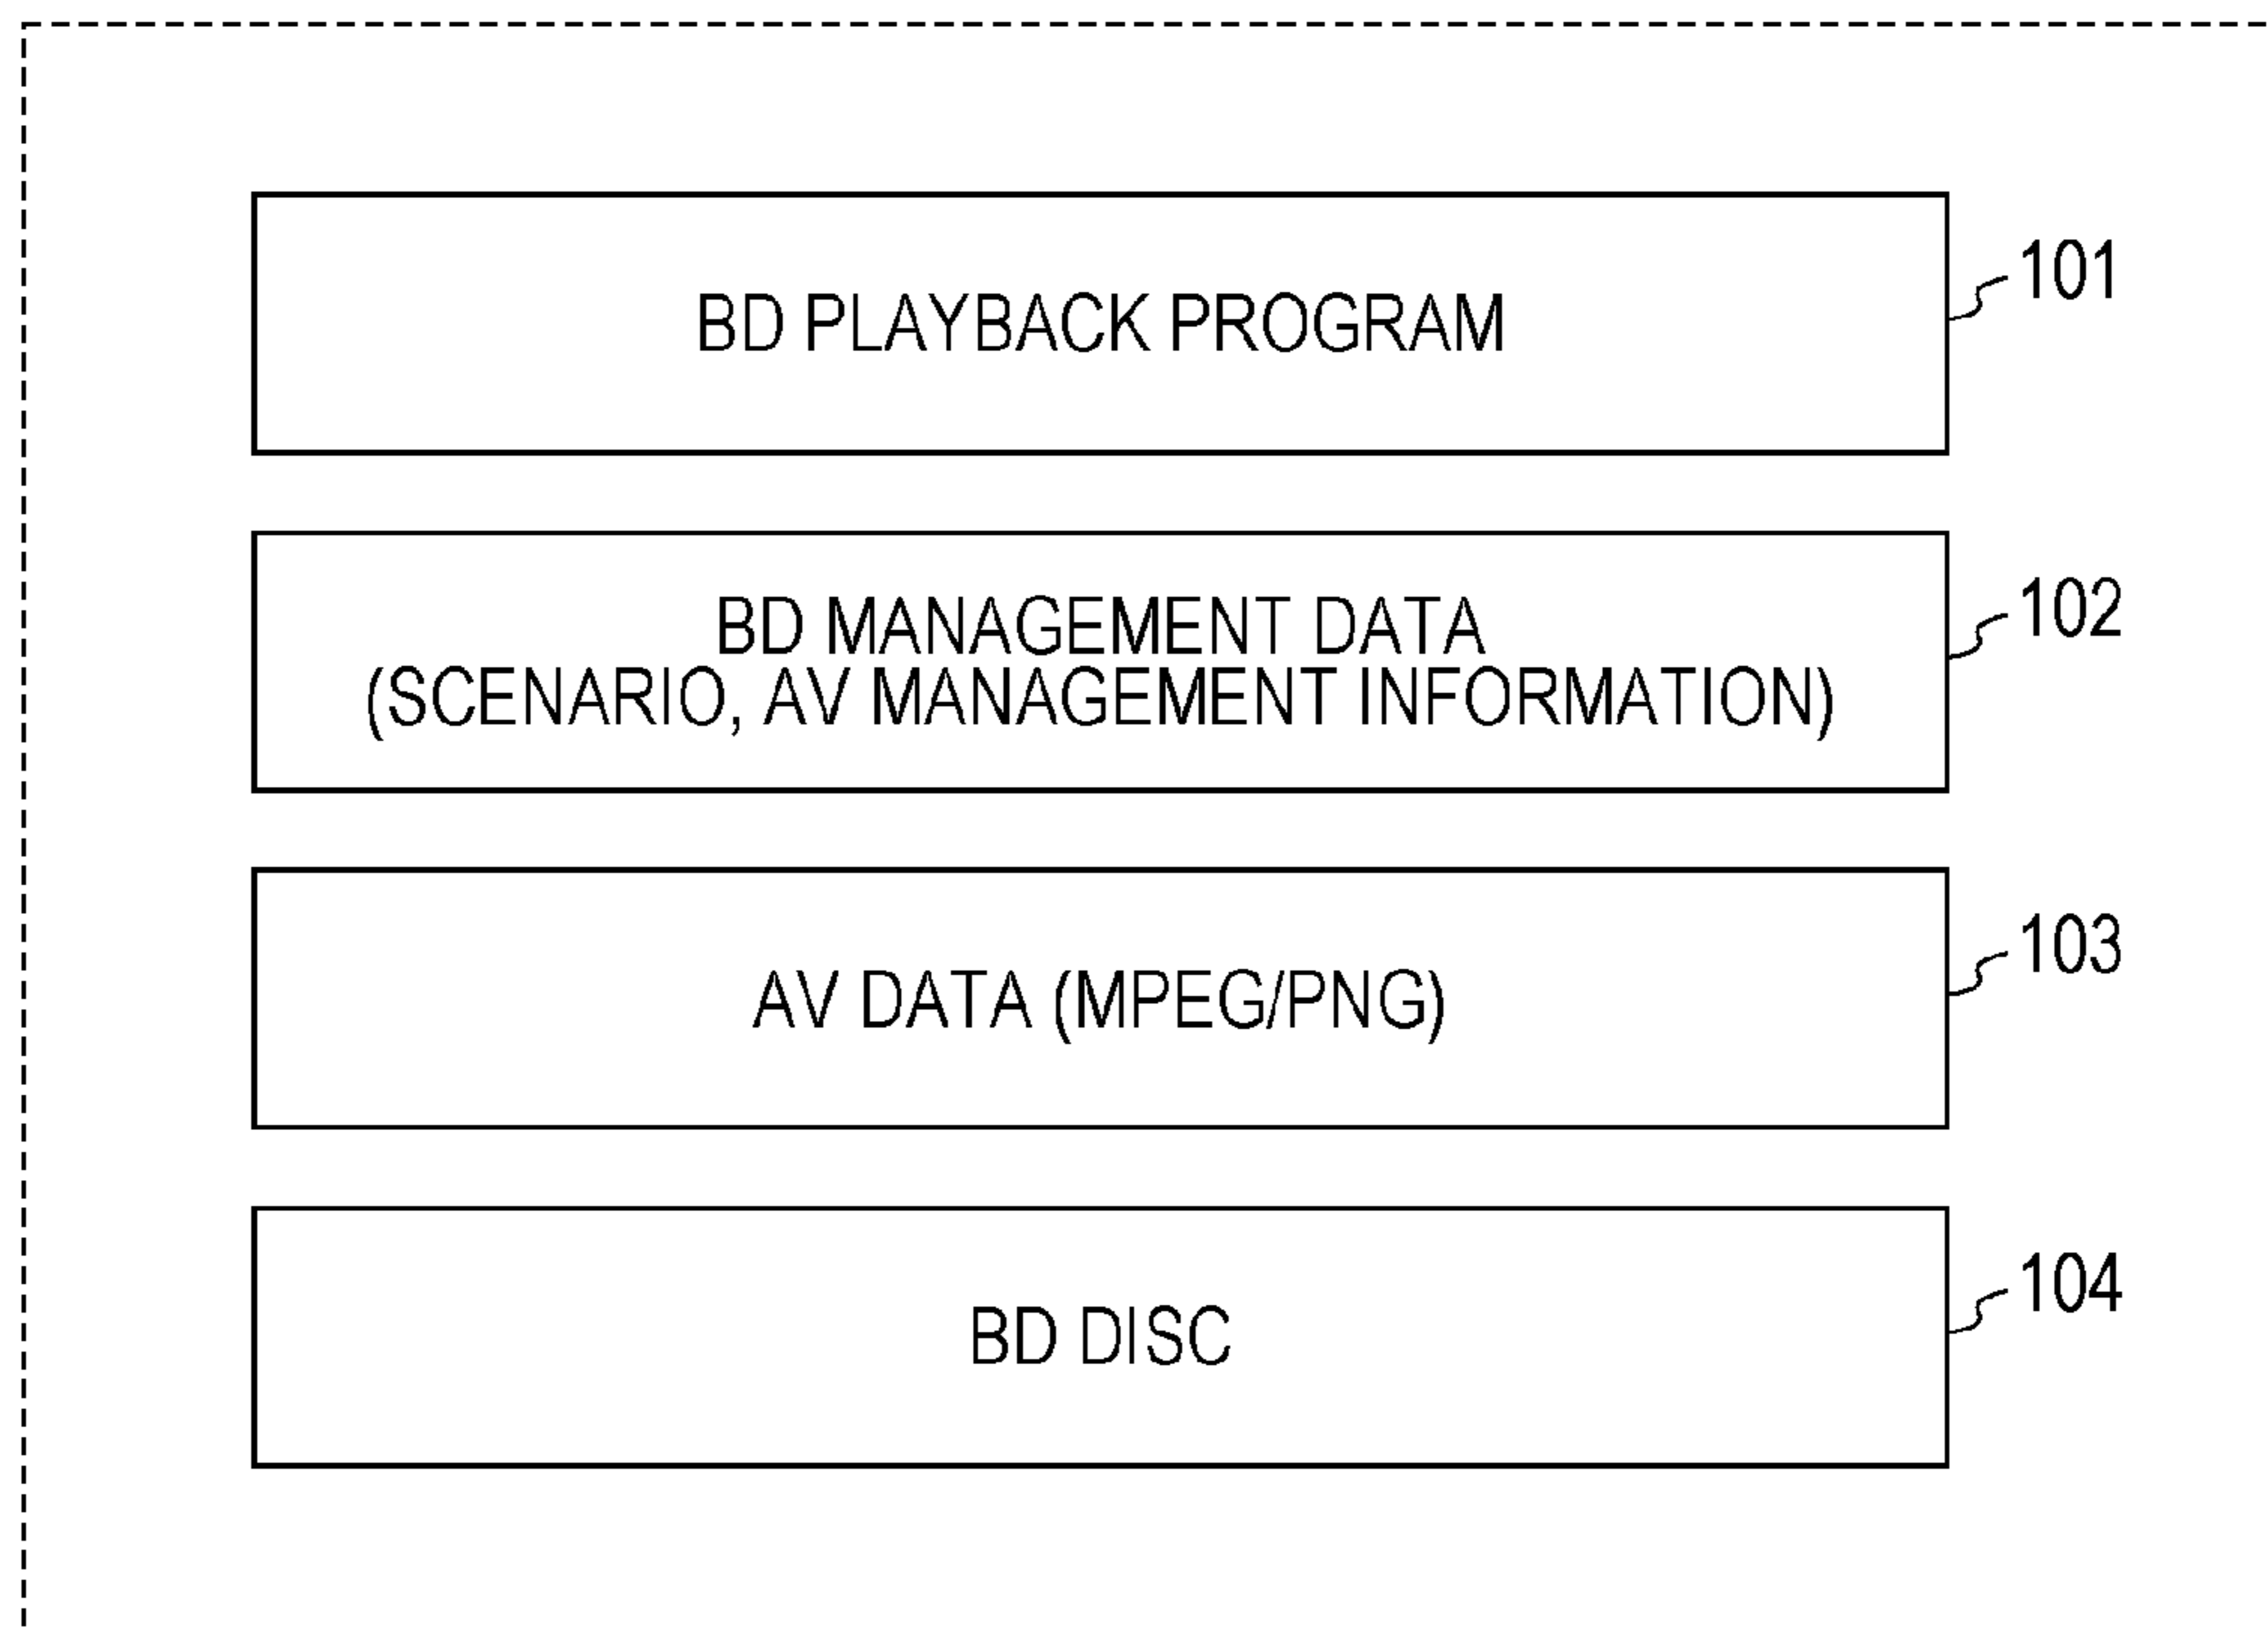 BD PLAYBACK PROGRAM
101
BD MANAGEMENT DATA
(SCENARIO, AV MANAGEMENT INFORMATION)
102
AV DATA (MPEG/PNG)
103
BD DISC
104